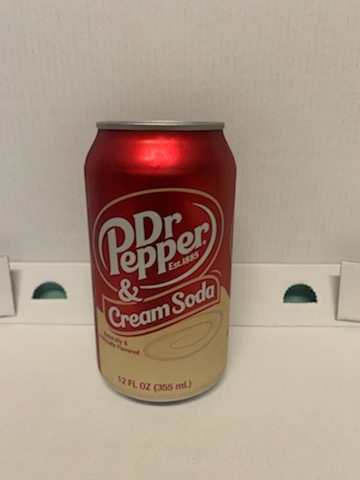 Dr
Pepper
Est.1885
&
Cream Soda
Naturally &
Artificially Flavored
12 FL OZ (355 mL)